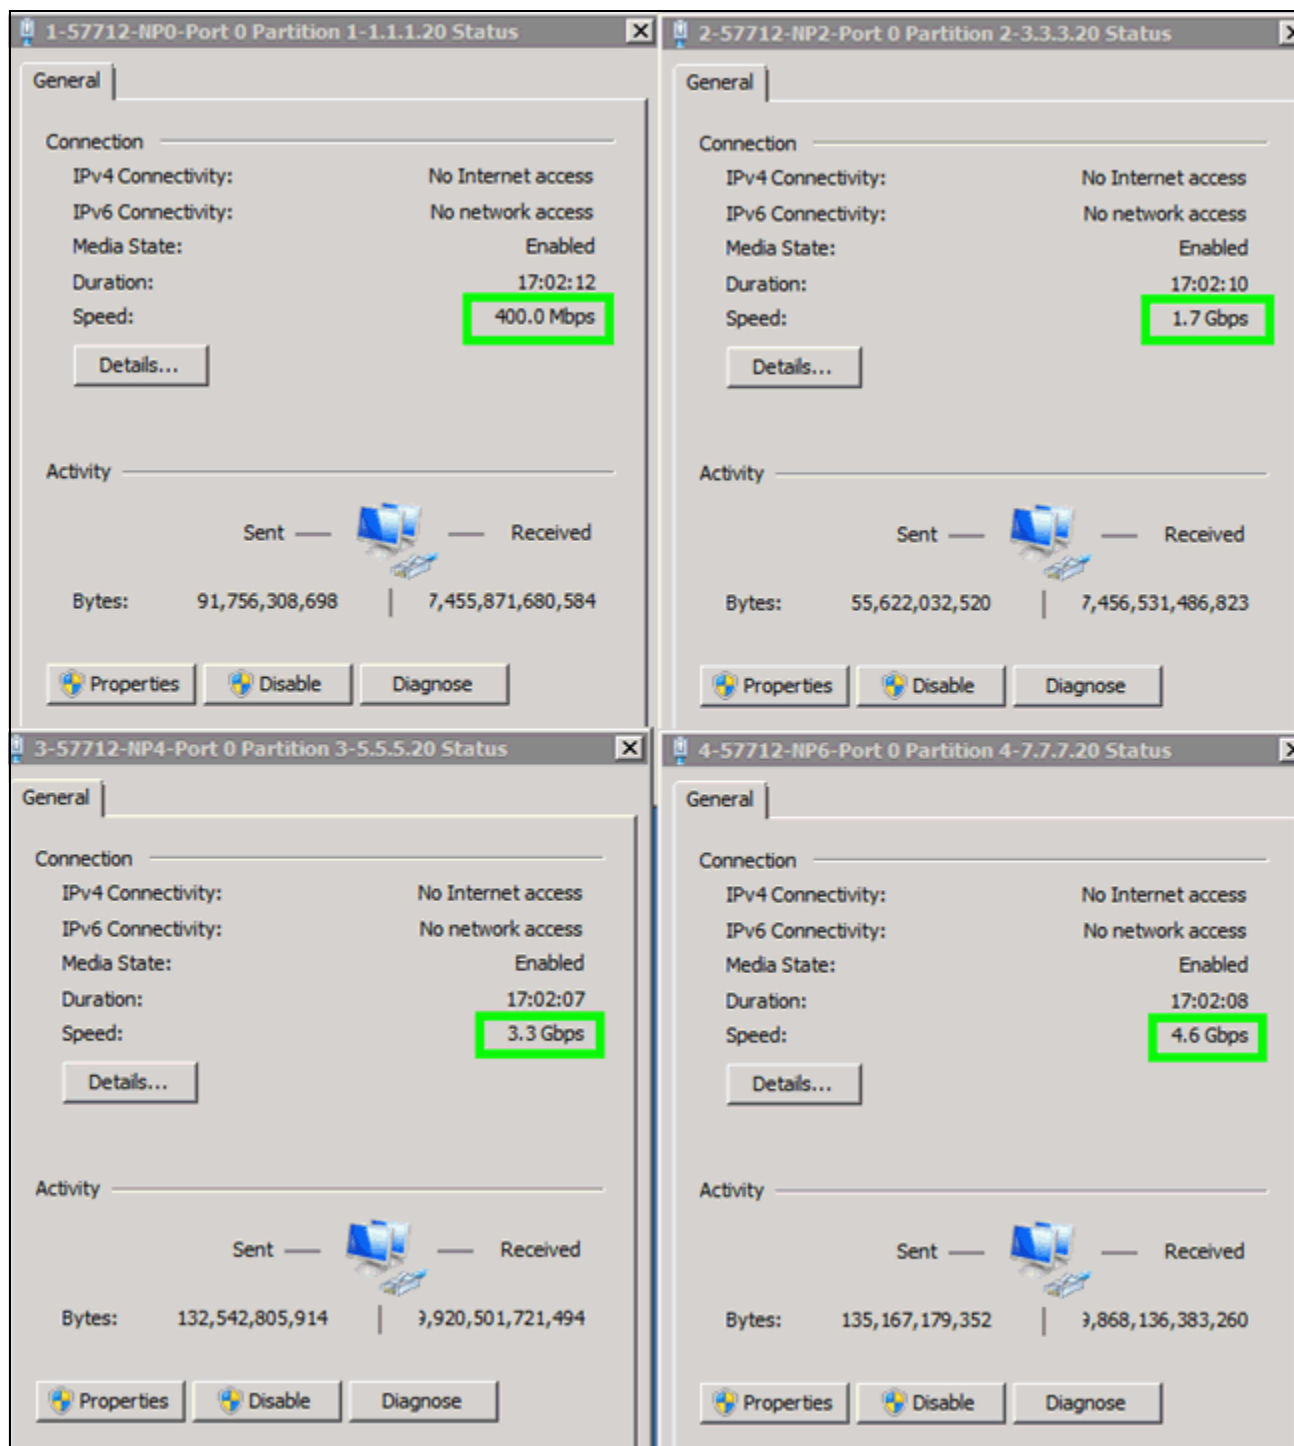 1-57712-NP0-Port 0 Partition 1-1.1.1.20 Status
General
Connection
IPv4 Connectivity: No Internet access
IPv6 Connectivity: No network access
Media State: Enabled
Duration: 17:02:12
Speed: 400.0 Mbps
Details...
Activity
Sent — — Received
Bytes: 91,756,308,698 | 7,455,871,680,584
Properties Disable Diagnose
2-57712-NP2-Port 0 Partition 2-3.3.3.20 Status
General
Connection
IPv4 Connectivity: No Internet access
IPv6 Connectivity: No network access
Media State: Enabled
Duration: 17:02:10
Speed: 1.7 Gbps
Details...
Activity
Sent — — Received
Bytes: 55,622,032,520 | 7,456,531,486,823
Properties Disable Diagnose
3-57712-NP4-Port 0 Partition 3-5.5.5.20 Status
General
Connection
IPv4 Connectivity: No Internet access
IPv6 Connectivity: No network access
Media State: Enabled
Duration: 17:02:07
Speed: 3.3 Gbps
Details...
Activity
Sent — — Received
Bytes: 132,542,805,914 | 9,920,501,721,494
Properties Disable Diagnose
4-57712-NP6-Port 0 Partition 4-7.7.7.20 Status
General
Connection
IPv4 Connectivity: No Internet access
IPv6 Connectivity: No network access
Media State: Enabled
Duration: 17:02:08
Speed: 4.6 Gbps
Details...
Activity
Sent — — Received
Bytes: 135,167,179,352 | 9,868,136,383,260
Properties Disable Diagnose